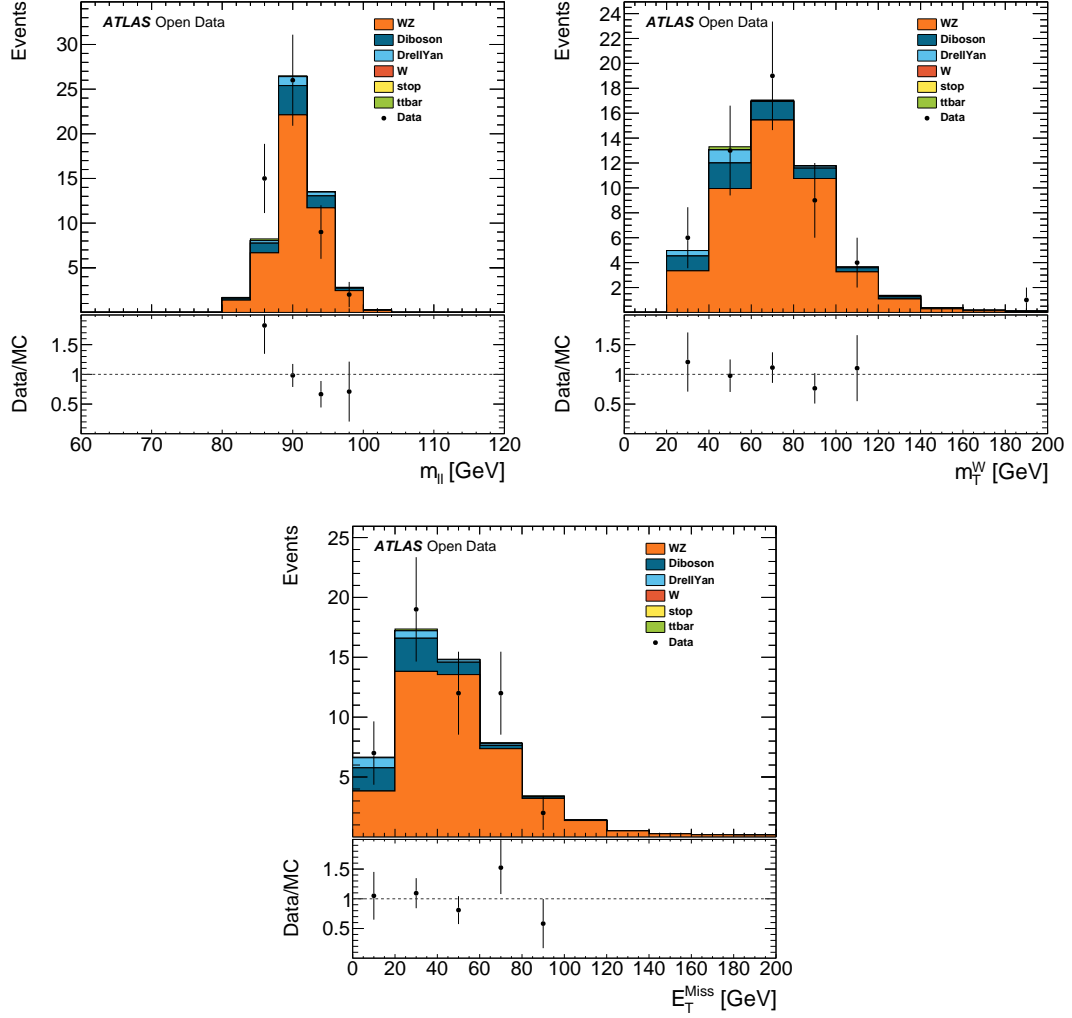 ATLAS Open Data
Events
WZ
Diboson
DrellYan
W
stop
ttbar
Data
30
25
20
15
10
5
Data/MC
1.5
1
0.5
60 70 80 90 100 110 120
m_ll [GeV]
ATLAS Open Data
Events
WZ
Diboson
DrellYan
W
stop
ttbar
Data
24
22
20
18
16
14
12
10
8
6
4
2
Data/MC
1.5
1
0.5
0 20 40 60 80 100 120 140 160 180 200
m_T^W [GeV]
ATLAS Open Data
Events
WZ
Diboson
DrellYan
W
stop
ttbar
Data
25
20
15
10
5
Data/MC
1.5
1
0.5
0 20 40 60 80 100 120 140 160 180 200
E_T^Miss [GeV]